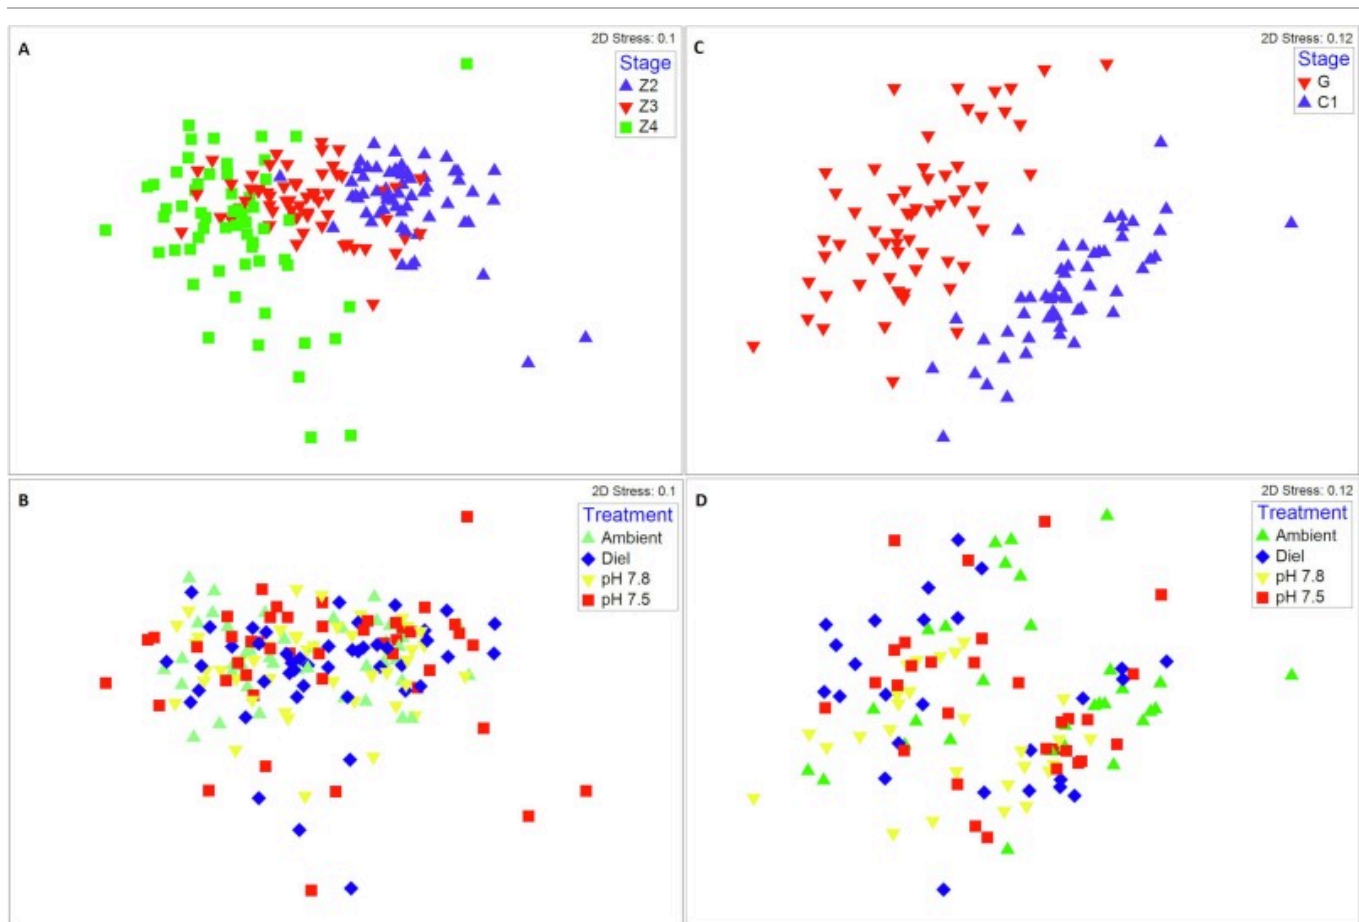 A
2D Stress: 0.1
Stage
Z2
Z3
Z4
C
2D Stress: 0.12
Stage
G
C1
B
2D Stress: 0.1
Treatment
Ambient
Diel
pH 7.8
pH 7.5
D
2D Stress: 0.12
Treatment
Ambient
Diel
pH 7.8
pH 7.5